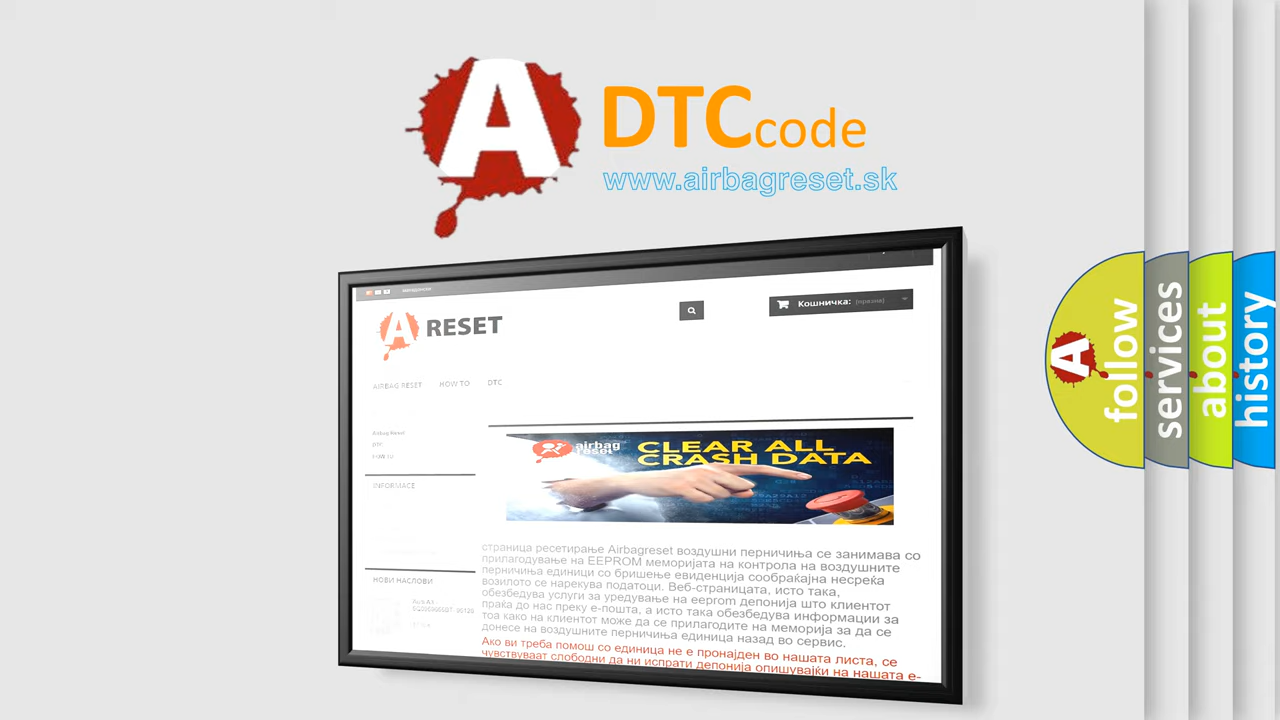 A DTCcode
www.airbagreset.sk
A RESET
Кошничка: (празна)
AIRBAG RESET HOW TO DTC
Airbag Reset
DTC
HOW TO
INFORMACE
НОВИ НАСЛОВИ
airbag
reset
CLEAR ALL
CRASH DATA
страница ресетирање Airbagreset воздушни перничиња се занимава со
прилагодување на EEPROM меморијата на контрола на воздушните
перничиња единици со бришење евиденција сообраќајна несреќа
возилото се нарекува податоци. Веб-страницата, исто така,
обезбедува услуги за уредување на eeprom депонија што клиентот
праќа до нас преку е-пошта, а исто така обезбедува информации за
тоа како на клиентот може да се прилагодите на меморија за да се
донесе на воздушните перничиња единица назад во сервис.
Ако ви треба помош со единица не е пронајден во нашата листа, се
чувствуваат слободни да ни испрати депонија опишувајќи на нашата е-
A follow
services
about
history